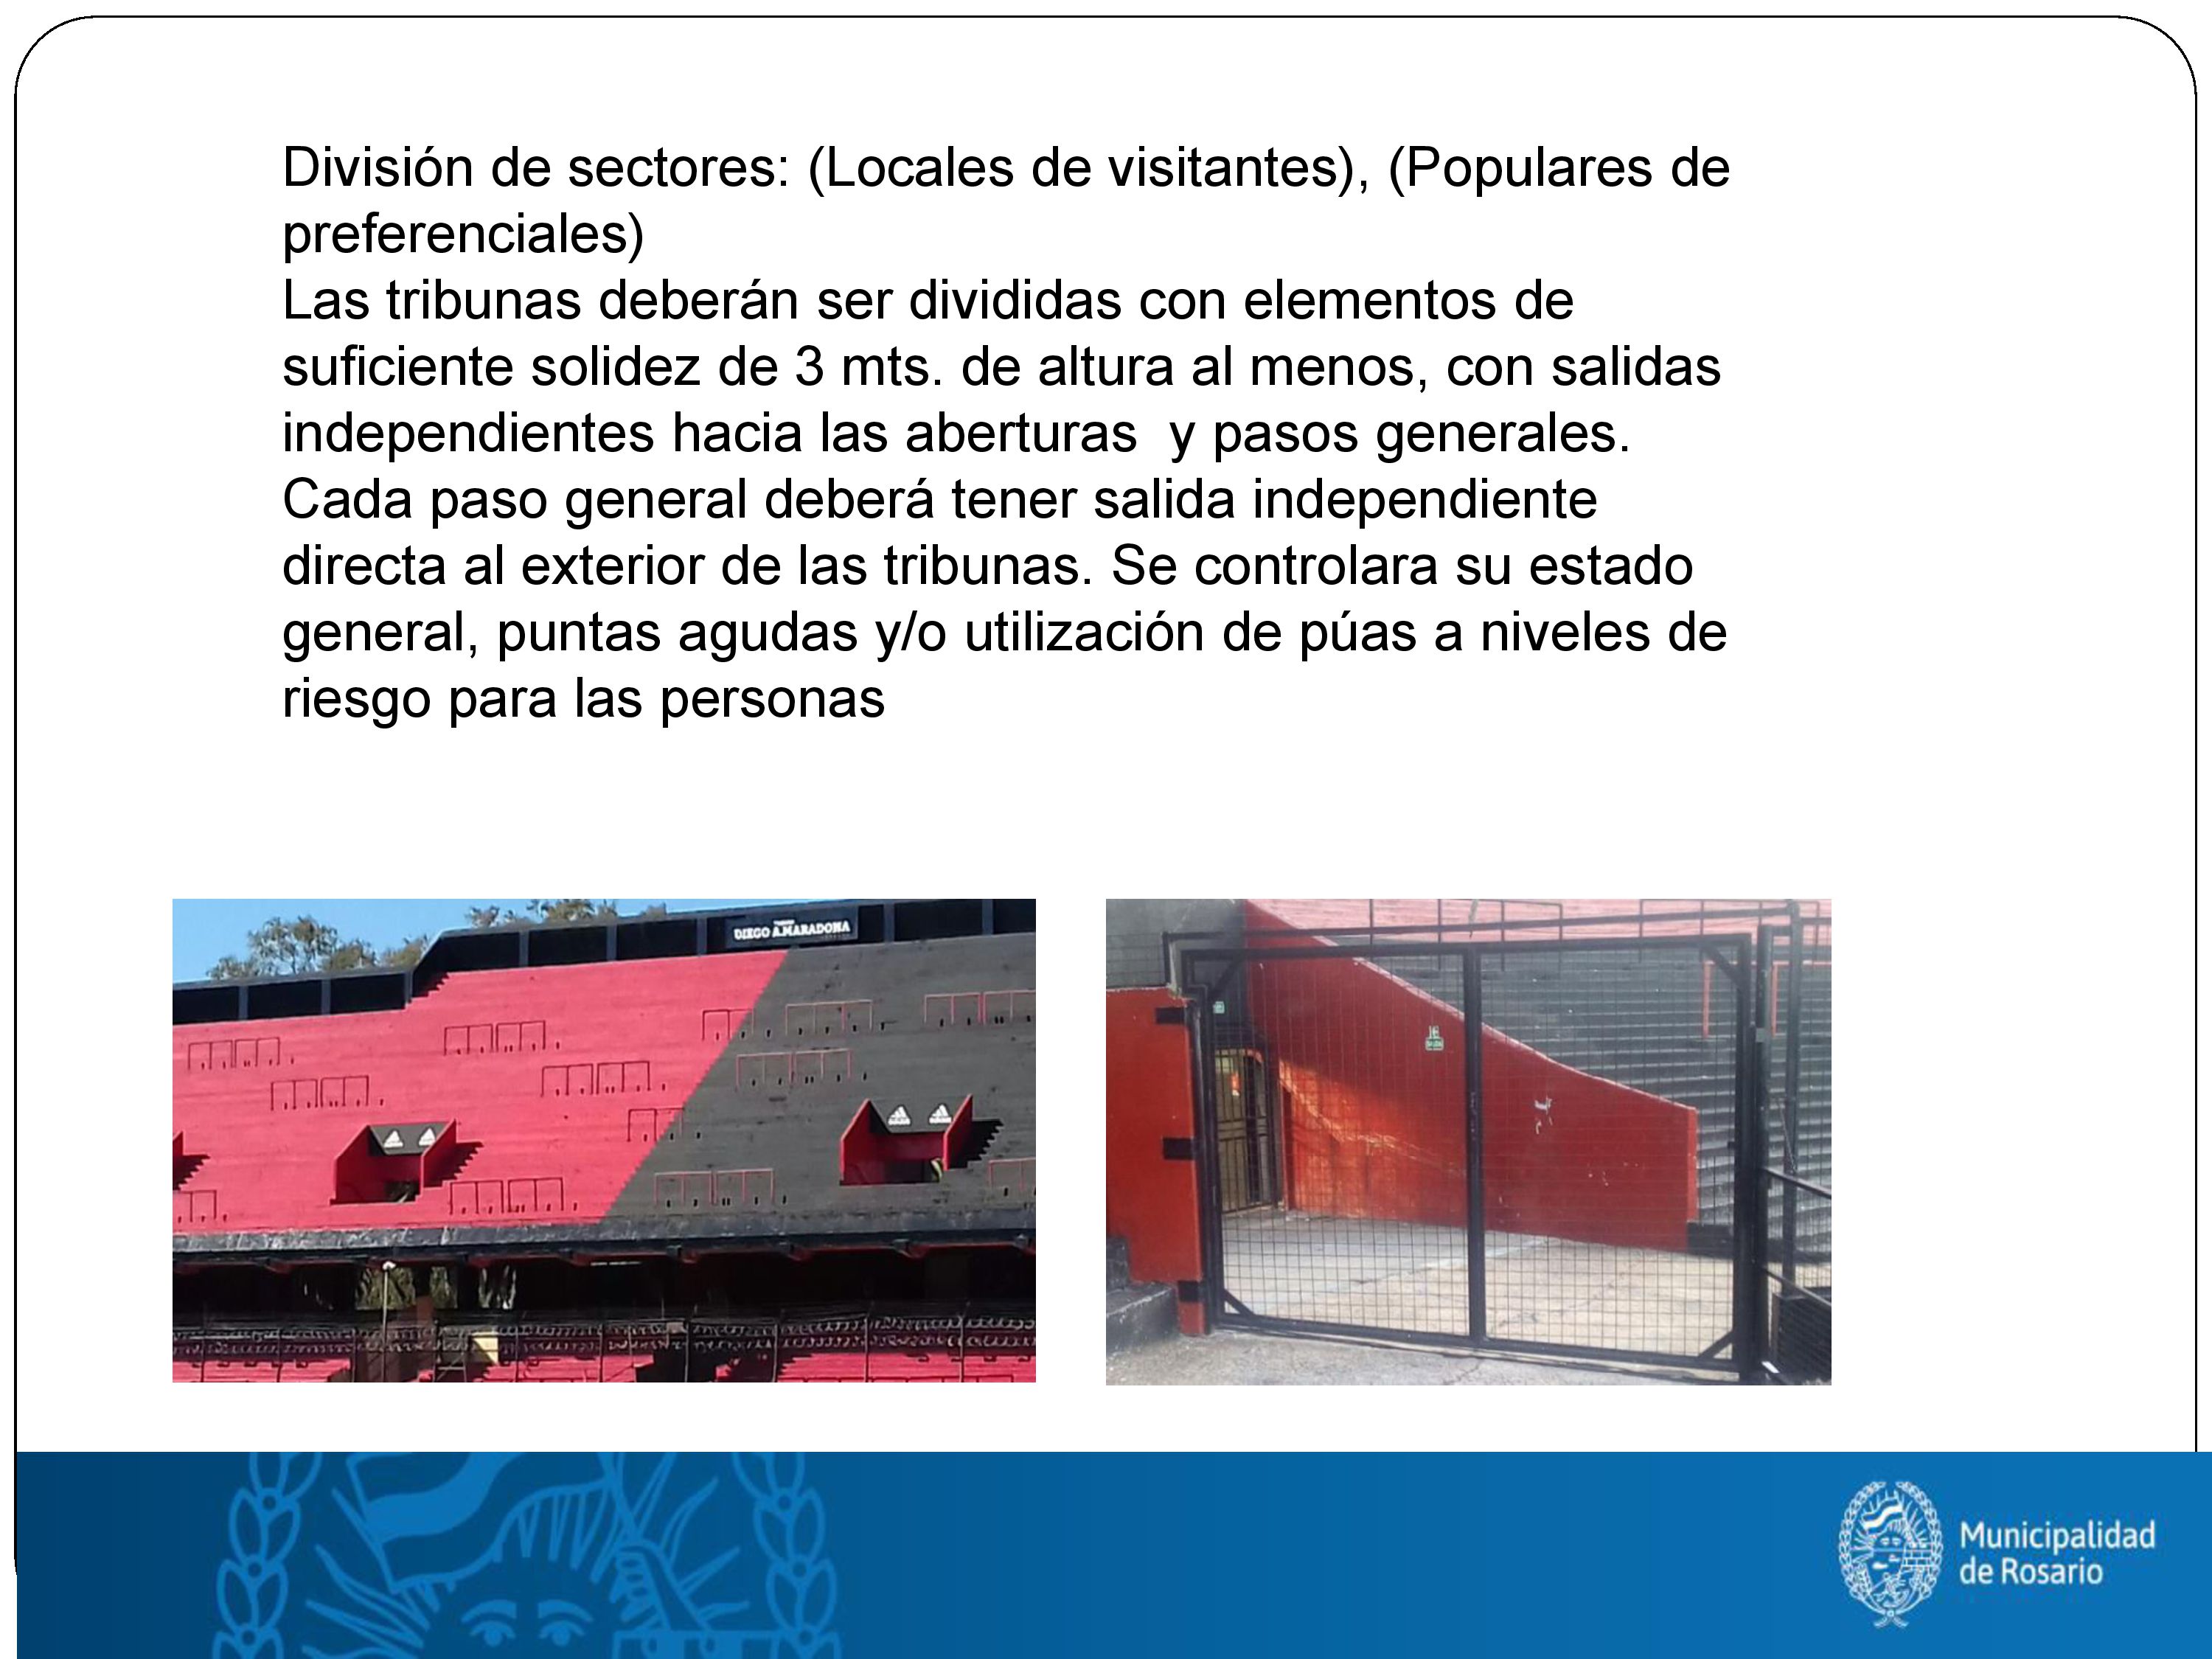 División de sectores: (Locales de visitantes), (Populares de
preferenciales)
Las tribunas deberán ser divididas con elementos de
suficiente solidez de 3 mts. de altura al menos, con salidas
independientes hacia las aberturas  y pasos generales.
Cada paso general deberá tener salida independiente
directa al exterior de las tribunas. Se controlara su estado
general, puntas agudas y/o utilización de púas a niveles de
riesgo para las personas
DIEGO A.MARADONA
Municipalidad
de Rosario